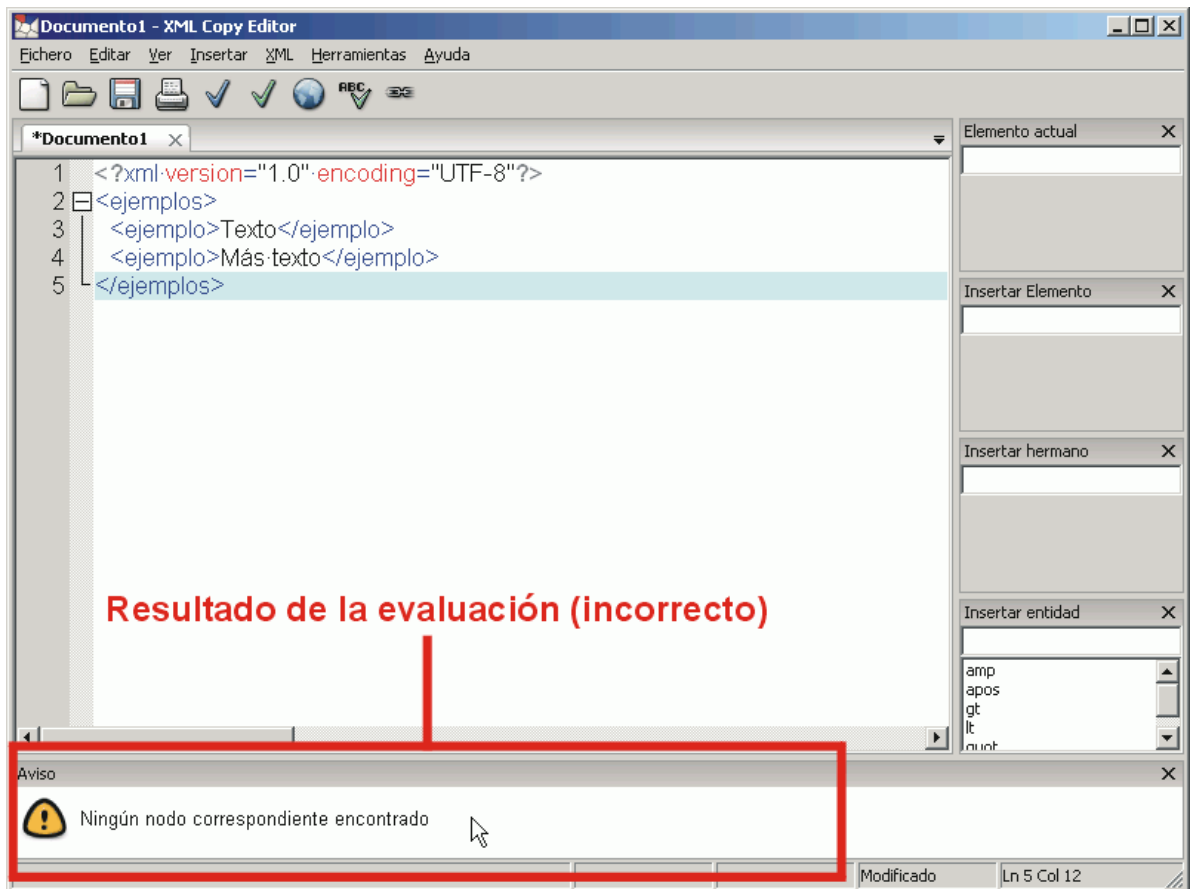 Documento1 - XML Copy Editor
Fichero Editar Ver Insertar XML Herramientas Ayuda
ABC
*Documento1
1 <?xml·version="1.0"·encoding="UTF-8"?>
2 <ejemplos>
3 <ejemplo>Texto</ejemplo>
4 <ejemplo>Más·texto</ejemplo>
5 </ejemplos>
Elemento actual
Insertar Elemento
Insertar hermano
Insertar entidad
amp
apos
gt
lt
quot
Resultado de la evaluación (incorrecto)
Aviso
Ningún nodo correspondiente encontrado
Modificado
Ln 5 Col 12